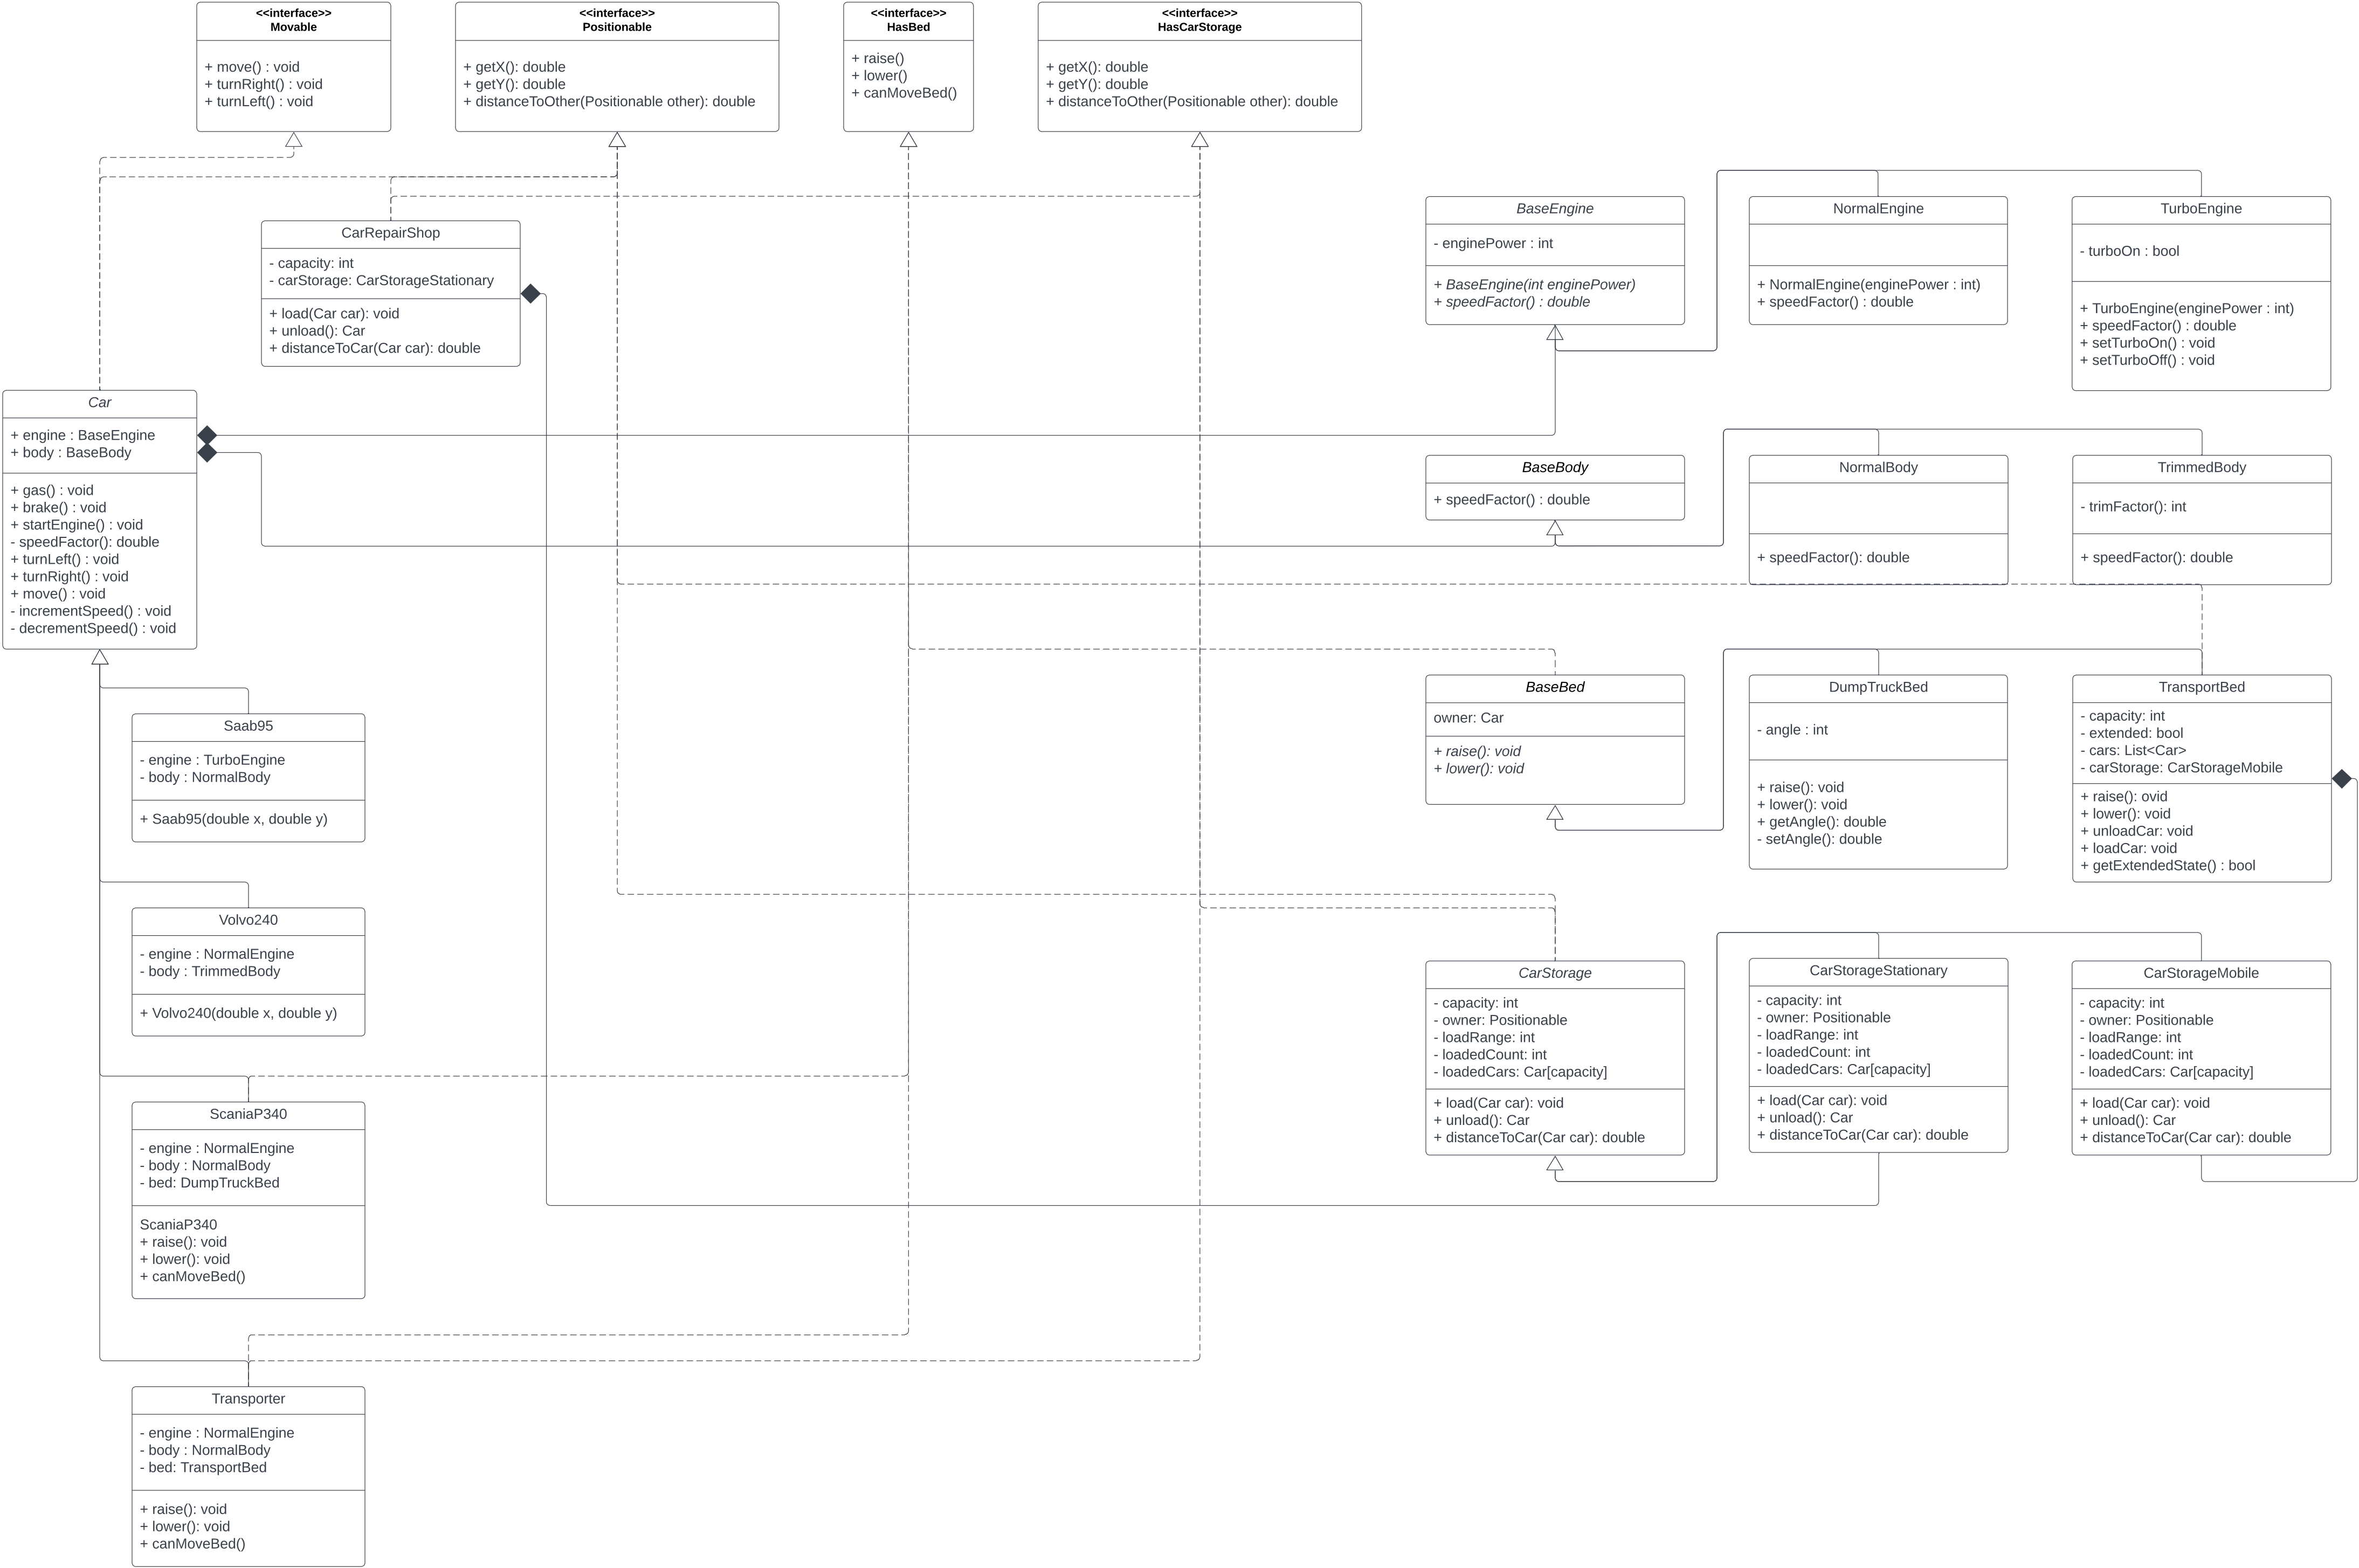 <<interface>>
Movable
+ move() : void
+ turnRight() : void
+ turnLeft() : void
<<interface>>
Positionable
+ getX(): double
+ getY(): double
+ distanceToOther(Positionable other): double
<<interface>>
HasBed
+ raise()
+ lower()
+ canMoveBed()
<<interface>>
HasCarStorage
+ getX(): double
+ getY(): double
+ distanceToOther(Positionable other): double
CarRepairShop
- capacity: int
- carStorage: CarStorageStationary
+ load(Car car): void
+ unload(): Car
+ distanceToCar(Car car): double
BaseEngine
- enginePower : int
+ BaseEngine(int enginePower)
+ speedFactor() : double
NormalEngine
+ NormalEngine(enginePower : int)
+ speedFactor() : double
TurboEngine
- turboOn : bool
+ TurboEngine(enginePower : int)
+ speedFactor() : double
+ setTurboOn() : void
+ setTurboOff() : void
Car
+ engine : BaseEngine
+ body : BaseBody
+ gas() : void
+ brake() : void
+ startEngine() : void
- speedFactor(): double
+ turnLeft() : void
+ turnRight() : void
+ move() : void
- incrementSpeed() : void
- decrementSpeed() : void
BaseBody
+ speedFactor() : double
NormalBody
+ speedFactor(): double
TrimmedBody
- trimFactor(): int
+ speedFactor(): double
BaseBed
owner: Car
+ raise(): void
+ lower(): void
DumpTruckBed
- angle : int
+ raise(): void
+ lower(): void
+ getAngle(): double
- setAngle(): double
TransportBed
- capacity: int
- extended: bool
- cars: List<Car>
- carStorage: CarStorageMobile
+ raise(): ovid
+ lower(): void
+ unloadCar: void
+ loadCar: void
+ getExtendedState() : bool
Saab95
- engine : TurboEngine
- body : NormalBody
+ Saab95(double x, double y)
Volvo240
- engine : NormalEngine
- body : TrimmedBody
+ Volvo240(double x, double y)
CarStorage
- capacity: int
- owner: Positionable
- loadRange: int
- loadedCount: int
- loadedCars: Car[capacity]
+ load(Car car): void
+ unload(): Car
+ distanceToCar(Car car): double
CarStorageStationary
- capacity: int
- owner: Positionable
- loadRange: int
- loadedCount: int
- loadedCars: Car[capacity]
+ load(Car car): void
+ unload(): Car
+ distanceToCar(Car car): double
CarStorageMobile
- capacity: int
- owner: Positionable
- loadRange: int
- loadedCount: int
- loadedCars: Car[capacity]
+ load(Car car): void
+ unload(): Car
+ distanceToCar(Car car): double
ScaniaP340
- engine : NormalEngine
- body : NormalBody
- bed: DumpTruckBed
ScaniaP340
+ raise(): void
+ lower(): void
+ canMoveBed()
Transporter
- engine : NormalEngine
- body : NormalBody
- bed: TransportBed
+ raise(): void
+ lower(): void
+ canMoveBed()